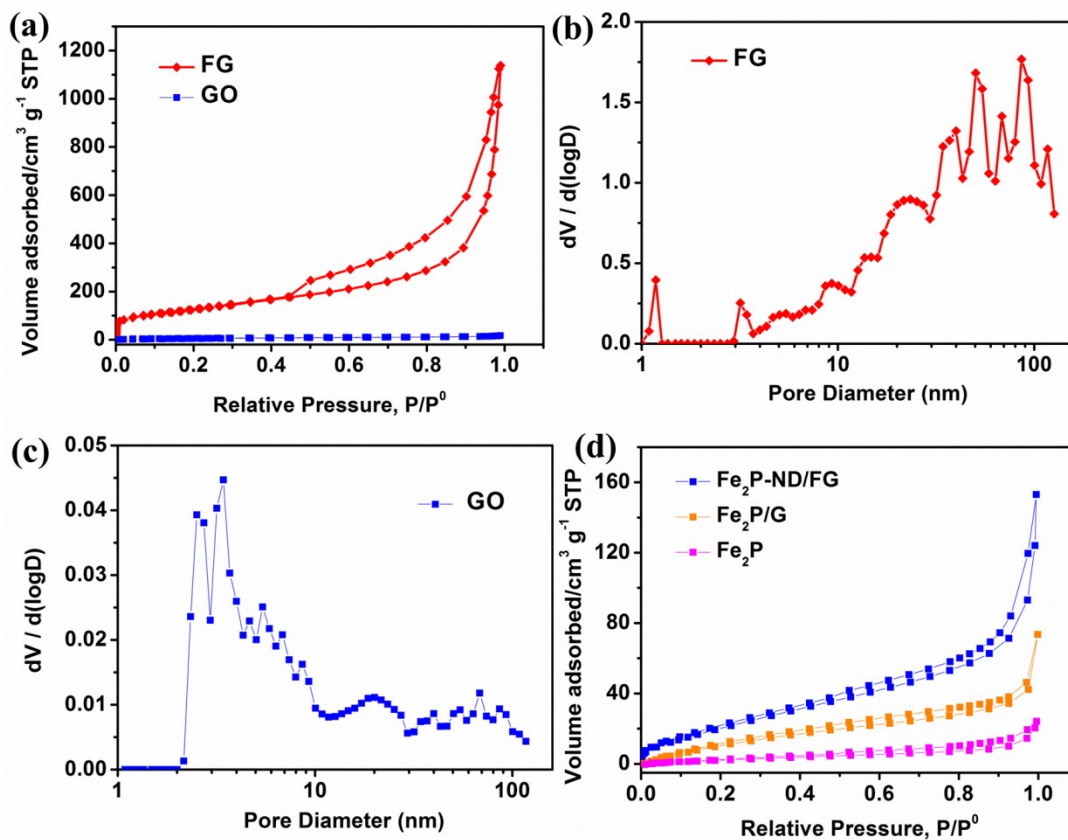 (a)
FG
GO
Volume adsorbed/cm³ g⁻¹ STP
1200
1000
800
600
400
200
0
0.0 0.2 0.4 0.6 0.8 1.0
Relative Pressure, P/P⁰
(b)
FG
dV / d(logD)
2.0
1.5
1.0
0.5
0.0
1 10 100
Pore Diameter (nm)
(c)
GO
dV / d(logD)
0.05
0.04
0.03
0.02
0.01
0.00
1 10 100
Pore Diameter (nm)
(d)
Fe₂P-ND/FG
Fe₂P/G
Fe₂P
Volume adsorbed/cm³ g⁻¹ STP
160
120
80
40
0
0.0 0.2 0.4 0.6 0.8 1.0
Relative Pressure, P/P⁰